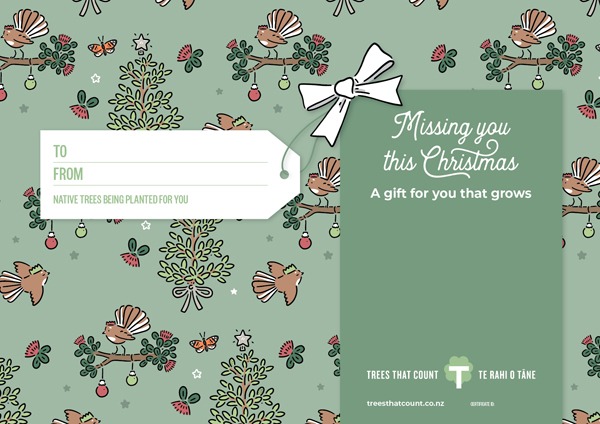 TO
FROM
NATIVE TREES BEING PLANTED FOR YOU
Missing you
this Christmas
A gift for you that grows
TREES THAT COUNT T TE RAHI O TĀNE
treesthatcount.co.nz CERTIFICATE ID: